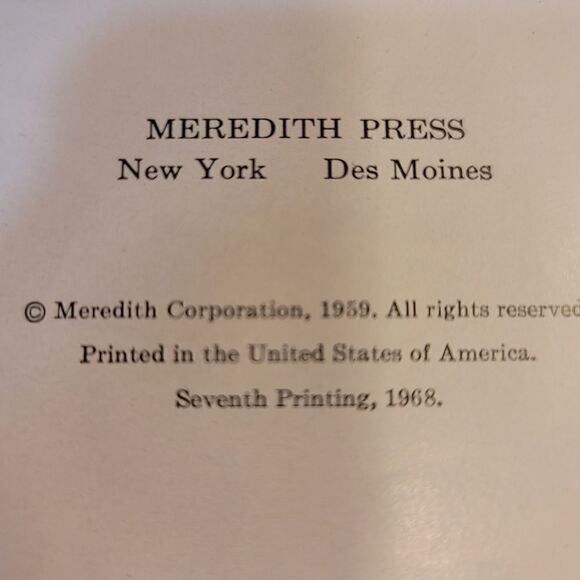 MEREDITH PRESS
New York Des Moines
© Meredith Corporation, 1959. All rights reserved
Printed in the United States of America.
Seventh Printing, 1968.